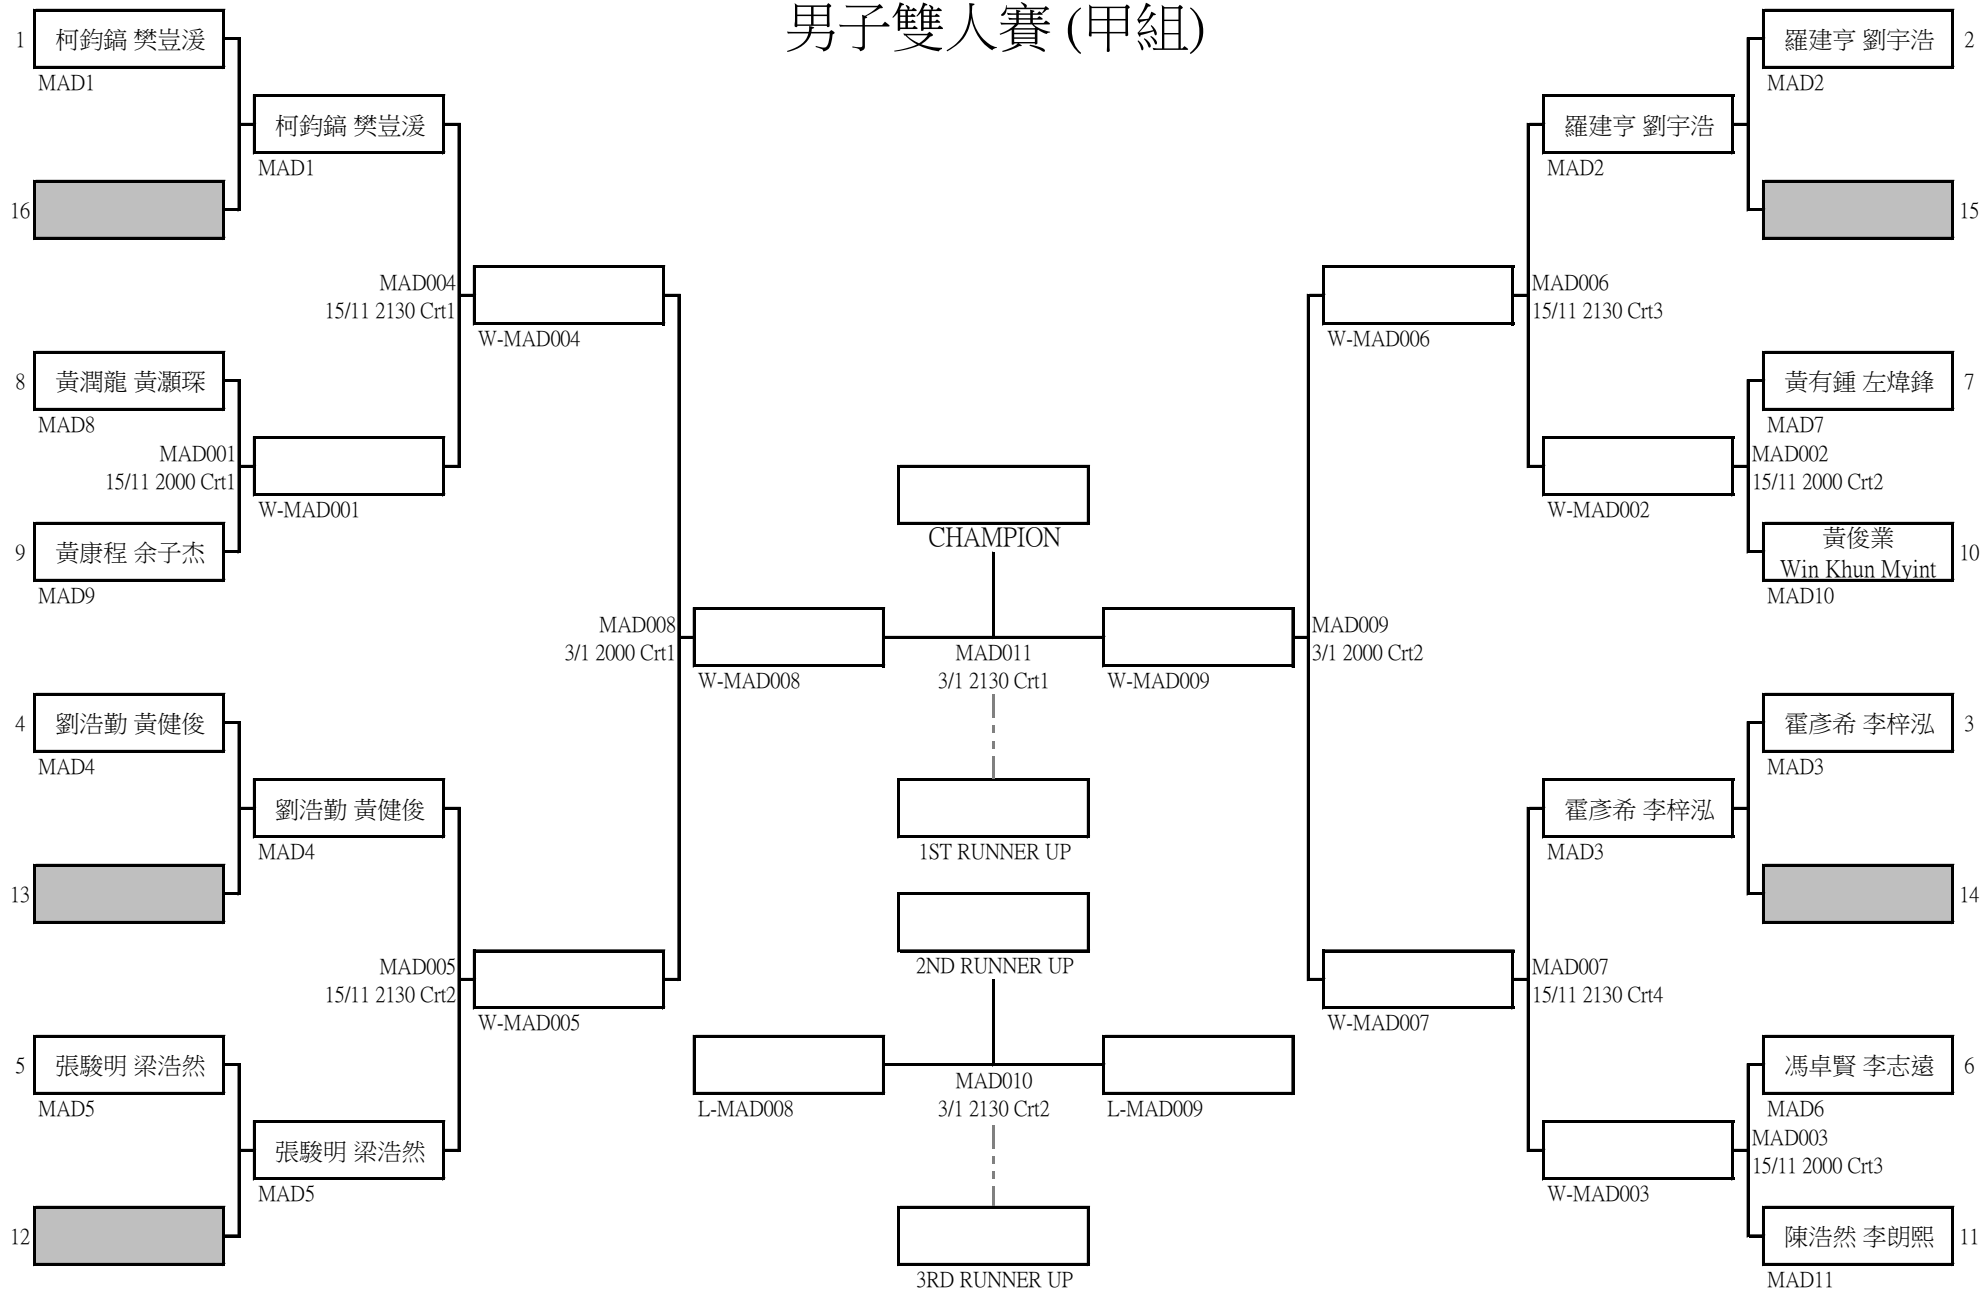 男子雙人賽 (甲組)
1
柯鈞鎬 樊豈湲
MAD1
柯鈞鎬 樊豈湲
MAD1
16
MAD004
15/11 2130 Crt1
W-MAD004
8
黃潤龍 黃灝琛
MAD8
MAD001
15/11 2000 Crt1
W-MAD001
9
黃康程 余子杰
MAD9
MAD008
3/1 2000 Crt1
W-MAD008
4
劉浩勤 黃健俊
MAD4
劉浩勤 黃健俊
MAD4
13
MAD005
15/11 2130 Crt2
W-MAD005
5
張駿明 梁浩然
MAD5
張駿明 梁浩然
MAD5
12
CHAMPION
MAD011
3/1 2130 Crt1
1ST RUNNER UP
2ND RUNNER UP
L-MAD008
MAD010
3/1 2130 Crt2
L-MAD009
3RD RUNNER UP
羅建亨 劉宇浩
2
MAD2
羅建亨 劉宇浩
MAD2
15
MAD006
15/11 2130 Crt3
W-MAD006
黃有鍾 左煒鋒
7
MAD7
MAD002
15/11 2000 Crt2
W-MAD002
黃俊業
Win Khun Myint
10
MAD10
MAD009
3/1 2000 Crt2
W-MAD009
霍彥希 李梓泓
3
MAD3
霍彥希 李梓泓
MAD3
14
MAD007
15/11 2130 Crt4
W-MAD007
馮卓賢 李志遠
6
MAD6
MAD003
15/11 2000 Crt3
W-MAD003
陳浩然 李朗熙
11
MAD11